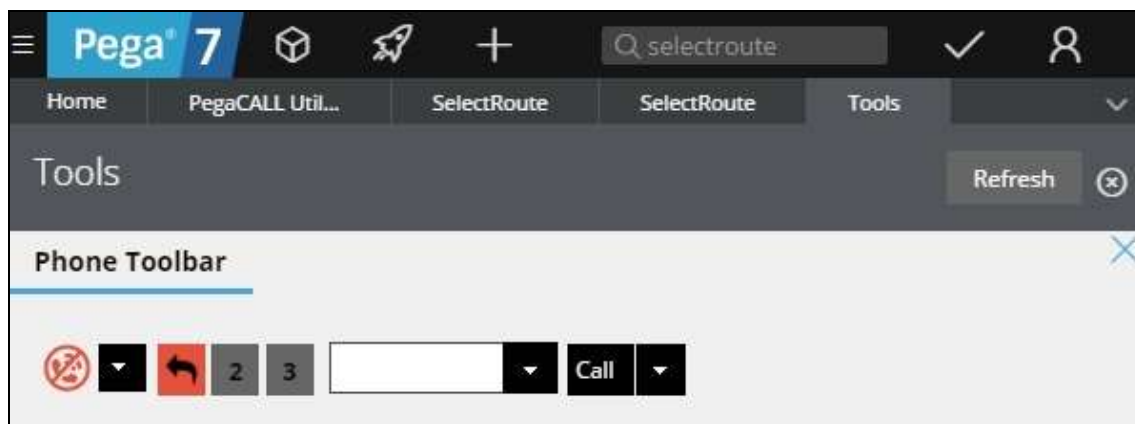 Pega® 7 selectroute
Home PegaCALL Util... SelectRoute SelectRoute Tools
Tools Refresh
Phone Toolbar
2 3 Call